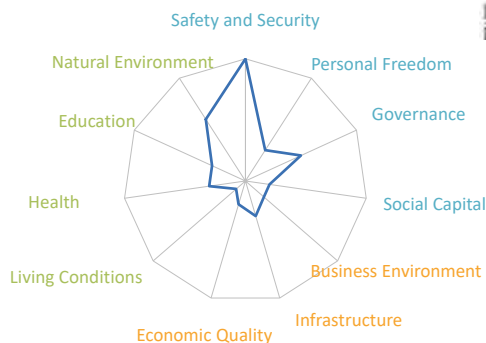 Safety and Security
Personal Freedom
Governance
Social Capital
Business Environment
Infrastructure
Economic Quality
Living Conditions
Health
Education
Natural Environment